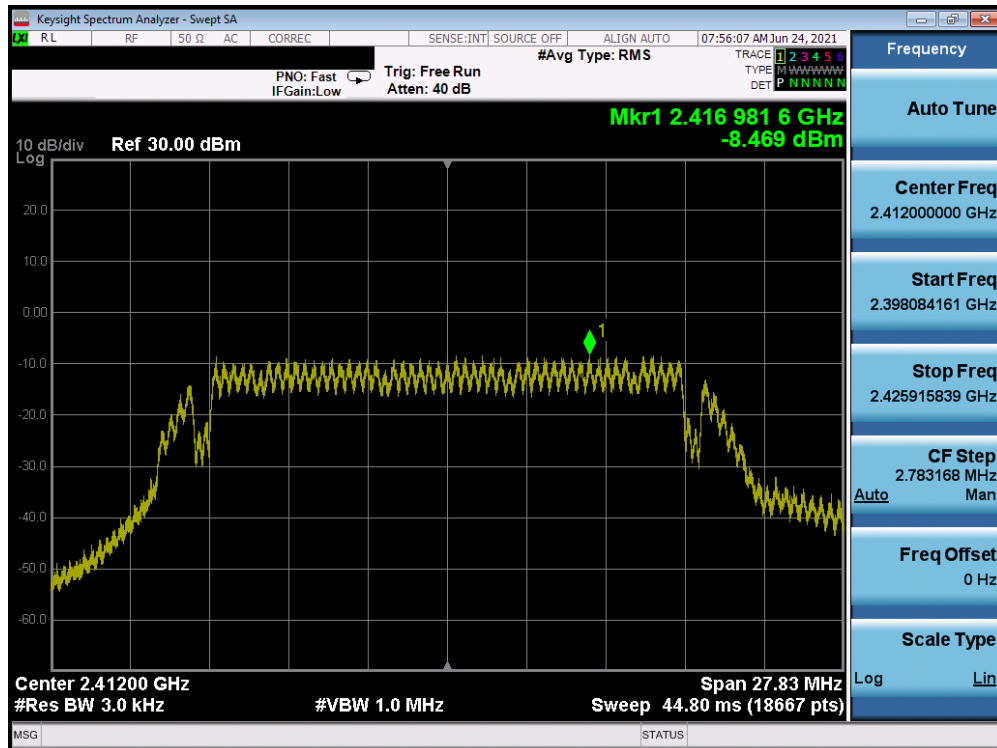 Keysight Spectrum Analyzer - Swept SA
LXI RL RF 50 Ω AC CORREC SENSE:INT SOURCE OFF ALIGN AUTO 07:56:07 AM Jun 24, 2021
#Avg Type: RMS
TRACE 1 2 3 4 5 6
TYPE M WWWWW
DET P N N N N N
PNO: Fast
IFGain:Low
Trig: Free Run
Atten: 40 dB
Mkr1 2.416 981 6 GHz
-8.469 dBm
10 dB/div Ref 30.00 dBm
Log
20.0
10.0
0.00
-10.0
-20.0
-30.0
-40.0
-50.0
-60.0
1
Center 2.41200 GHz Span 27.83 MHz
#Res BW 3.0 kHz #VBW 1.0 MHz Sweep 44.80 ms (18667 pts)
MSG STATUS
Frequency
Auto Tune
Center Freq
2.412000000 GHz
Start Freq
2.398084161 GHz
Stop Freq
2.425915839 GHz
CF Step
2.783168 MHz
Auto Man
Freq Offset
0 Hz
Scale Type
Log Lin